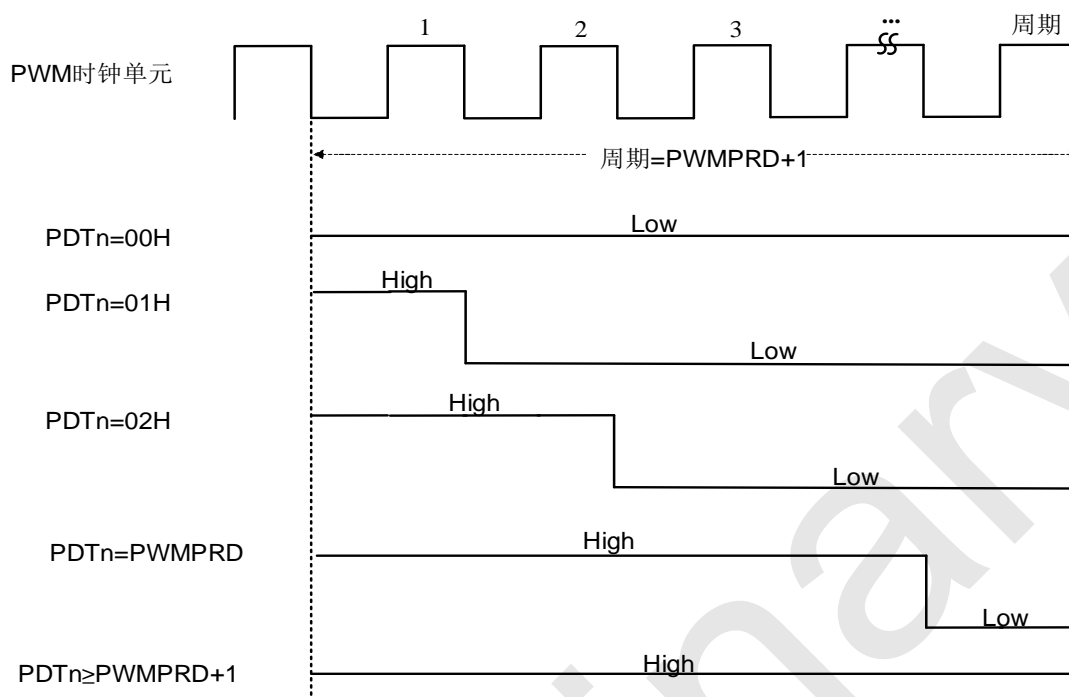 1 2 3 ... 周期
PWM时钟单元
周期=PWMPRD+1
PDTn=00H Low
PDTn=01H High Low
PDTn=02H High Low
PDTn=PWMPRD High Low
PDTn≥PWMPRD+1 High